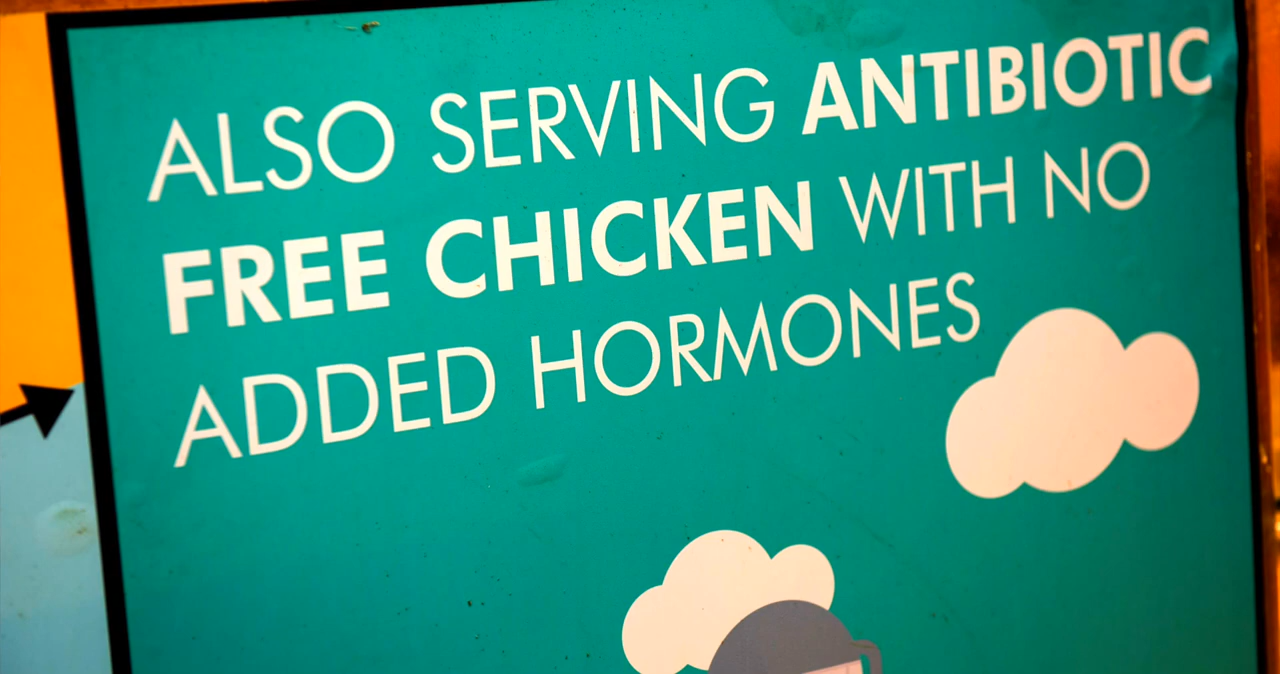 ALSO SERVING ANTIBIOTIC
FREE CHICKEN WITH NO
ADDED HORMONES